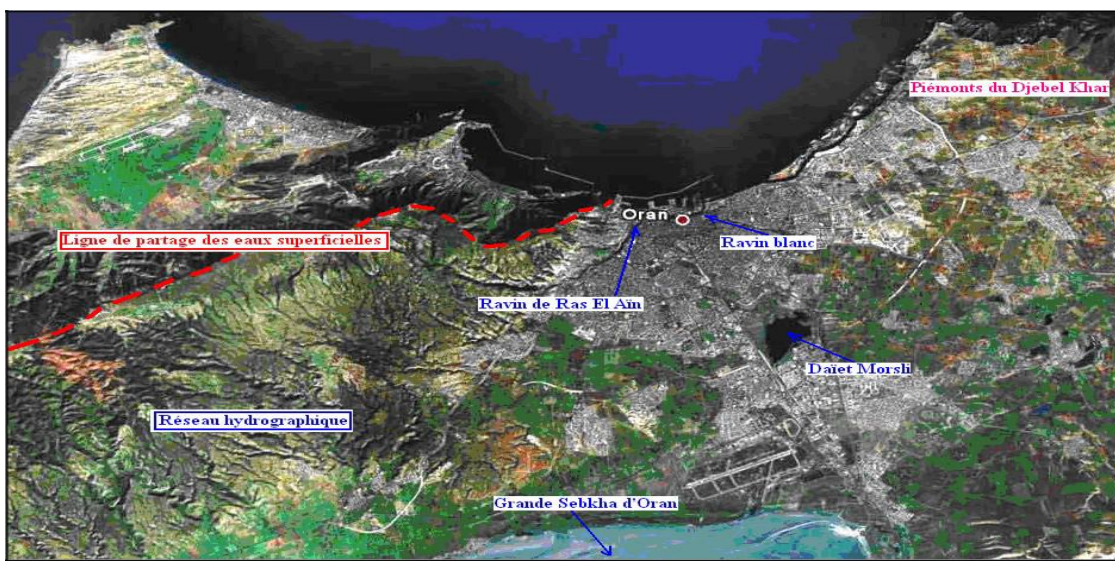 Piémonts du Djebel Khar
Oran
Ligne de partage des eaux superficielles
Ravin blanc
Ravin de Ras El Aïn
Daïet Morsli
Réseau hydrographique
Grande Sebkha d'Oran